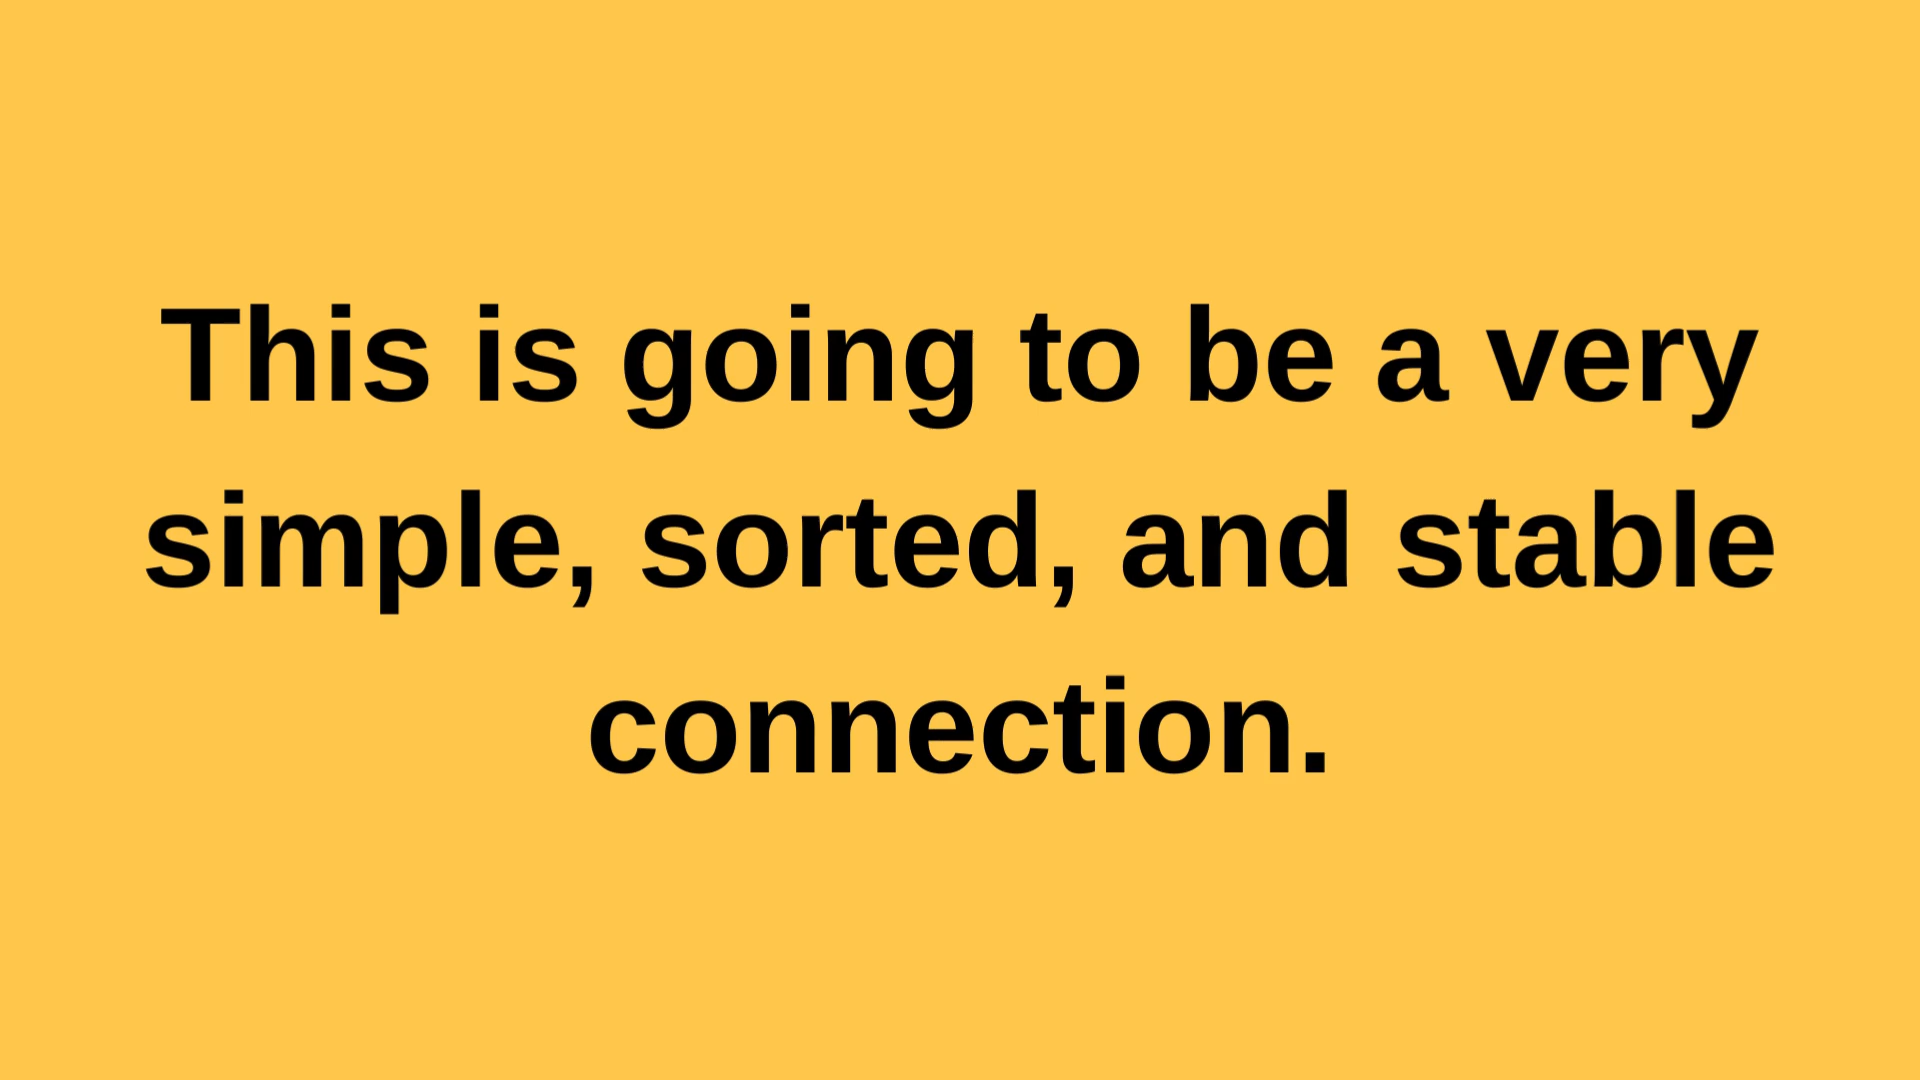 This is going to be a very
simple, sorted, and stable
connection.